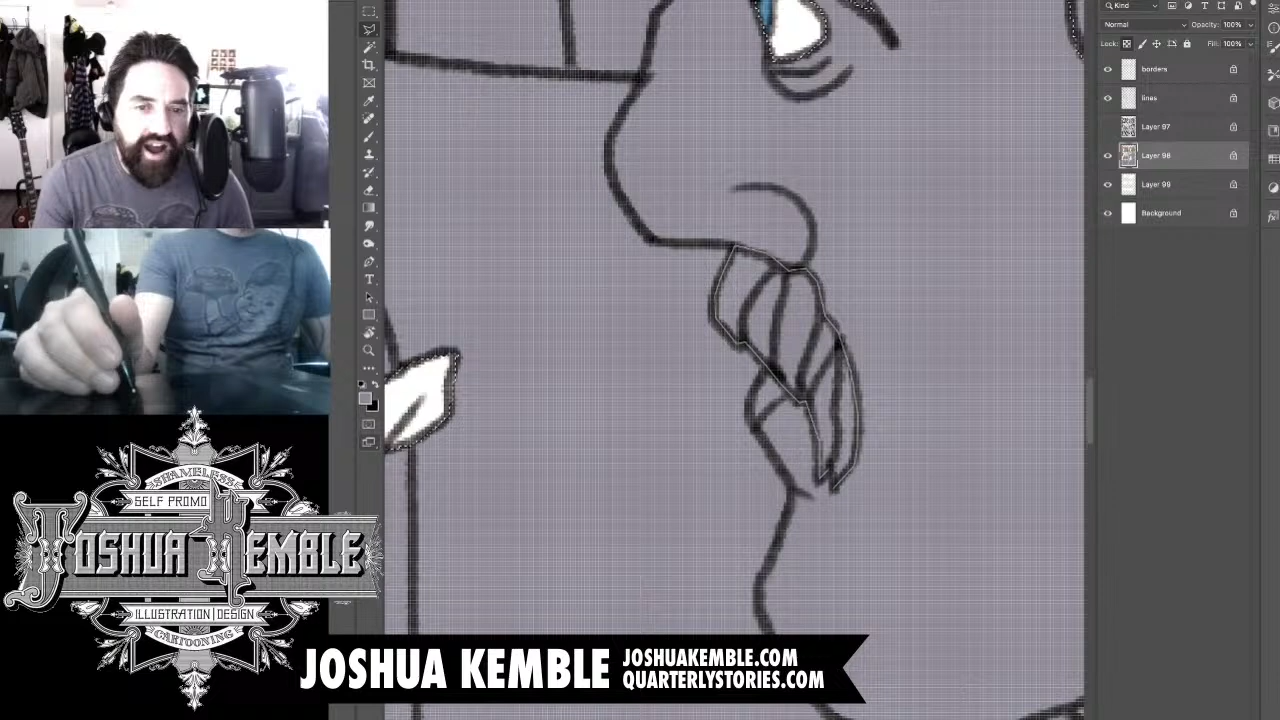 Kind
Normal
Opacity: 100%
Lock:
Fill: 100%
borders
lines
Layer 97
Layer 98
Layer 99
Background
SHAMELESS
SELF PROMO
JOSHUA KEMBLE
ILLUSTRATION|DESIGN
CARTOONING
JOSHUA KEMBLE
JOSHUAKEMBLE.COM
QUARTERLYSTORIES.COM